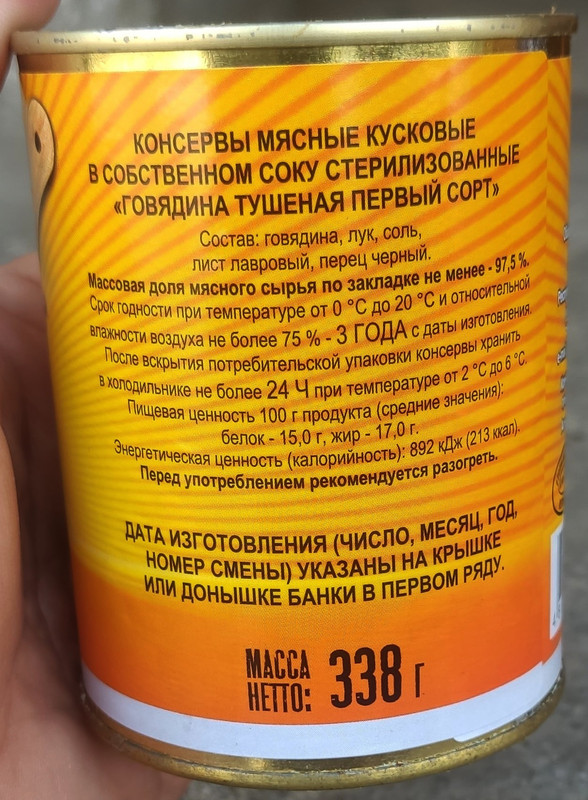 КОНСЕРВЫ МЯСНЫЕ КУСКОВЫЕ
В СОБСТВЕННОМ СОКУ СТЕРИЛИЗОВАННЫЕ
«ГОВЯДИНА ТУШЕНАЯ ПЕРВЫЙ СОРТ»
Состав: говядина, лук, соль,
лист лавровый, перец черный.
Массовая доля мясного сырья по закладке не менее - 97,5 %.
Срок годности при температуре от 0 °С до 20 °С и относительной
влажности воздуха не более 75 % - 3 ГОДА с даты изготовления.
После вскрытия потребительской упаковки консервы хранить
в холодильнике не более 24 Ч при температуре от 2 °С до 6 °С.
Пищевая ценность 100 г продукта (средние значения):
белок - 15,0 г, жир - 17,0 г.
Энергетическая ценность (калорийность): 892 кДж (213 ккал).
Перед употреблением рекомендуется разогреть.
ДАТА ИЗГОТОВЛЕНИЯ (ЧИСЛО, МЕСЯЦ, ГОД,
НОМЕР СМЕНЫ) УКАЗАНЫ НА КРЫШКЕ
ИЛИ ДОНЫШКЕ БАНКИ В ПЕРВОМ РЯДУ.
МАССА
НЕТТО: 338 г